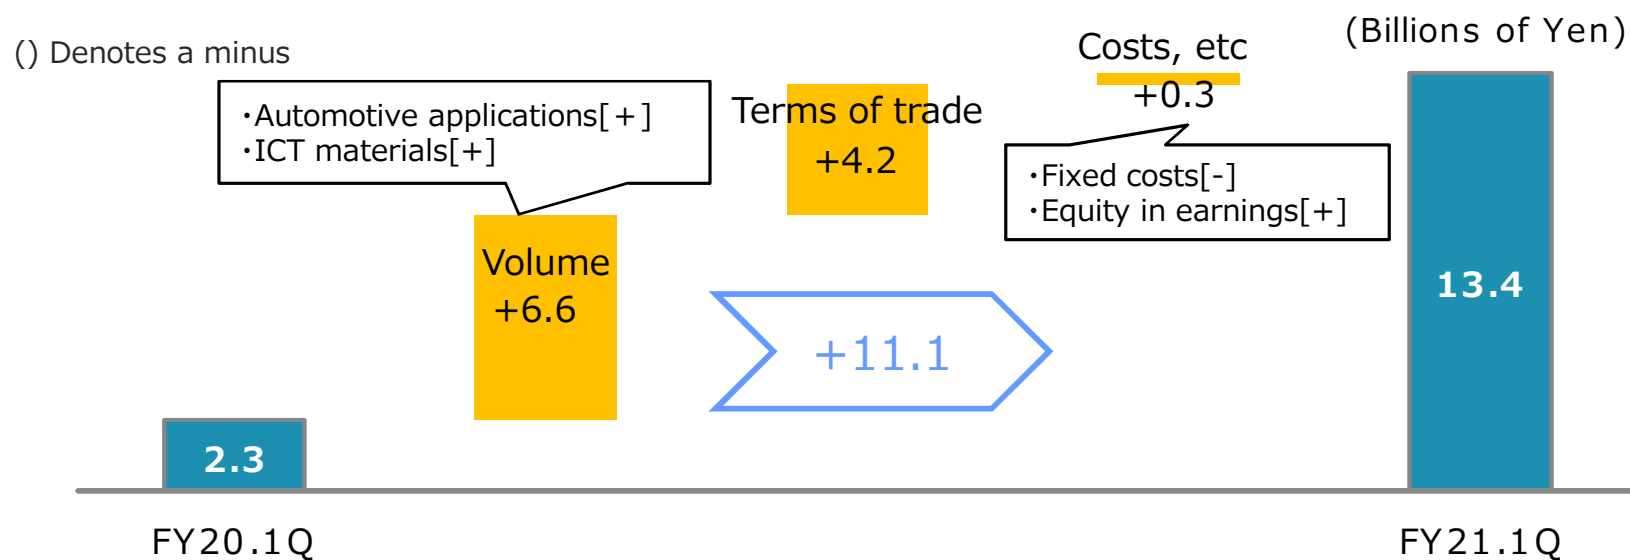 (Billions of Yen)
() Denotes a minus
Costs, etc
+0.3
・Automotive applications[+]
・ICT materials[+]
Terms of trade
+4.2
・Fixed costs[-]
・Equity in earnings[+]
Volume
+6.6
+11.1
13.4
2.3
FY20.1Q
FY21.1Q